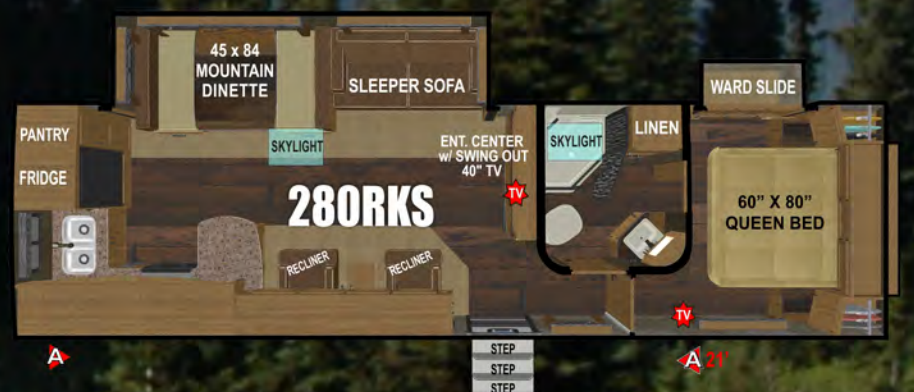 45 x 84
MOUNTAIN
DINETTE
SLEEPER SOFA
WARD SLIDE
PANTRY
FRIDGE
SKYLIGHT
ENT. CENTER
w/ SWING OUT
40" TV
TV
SKYLIGHT
LINEN
60” X 80”
QUEEN BED
280RKS
RECLINER
RECLINER
TV
A
STEP
STEP
STEP
A 21'